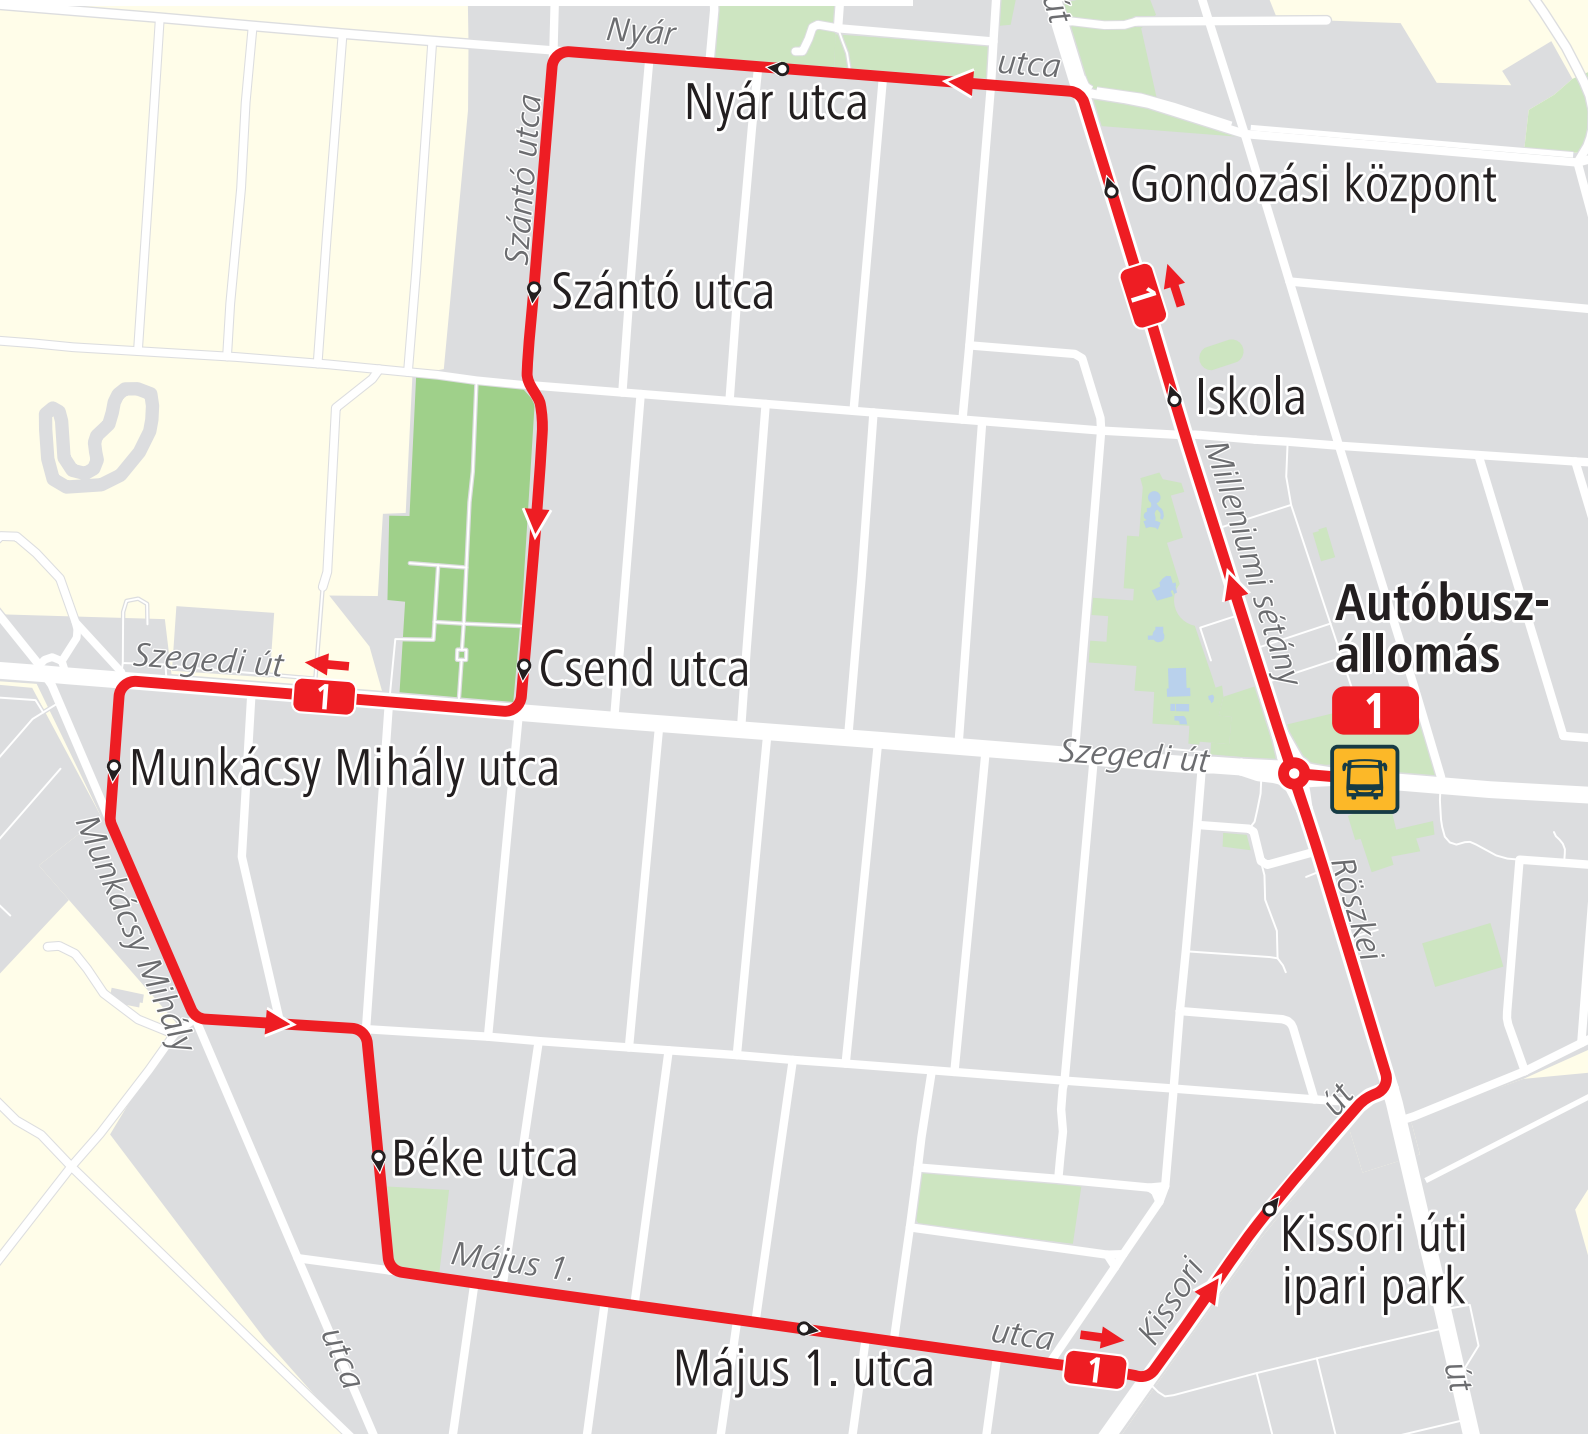 Nyár
utca
út
Nyár utca
Szántó utca
Gondozási központ
Szántó utca
1
Iskola
Milleniumi sétány
Autóbusz-
állomás
1
Szegedi út
1
Csend utca
Munkácsy Mihály utca
Szegedi út
Munkácsy Mihály
Röszkei
út
Béke utca
Kissori úti
ipari park
Május 1.
Kissori
utca
1
Május 1. utca
utca
út